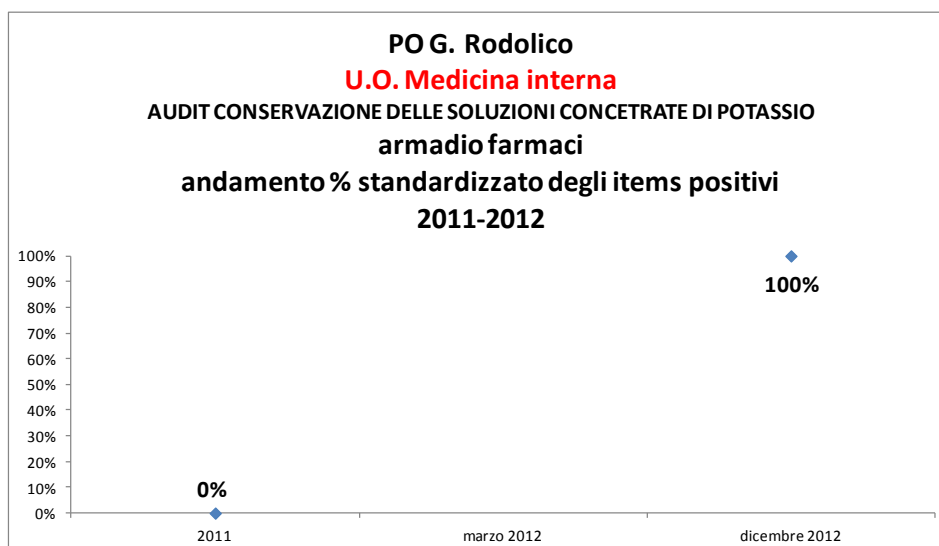 PO G. Rodolico
U.O. Medicina interna
AUDIT CONSERVAZIONE DELLE SOLUZIONI CONCETRATE DI POTASSIO
armadio farmaci
andamento % standardizzato degli items positivi
2011-2012
100%
90%
80%
70%
60%
50%
40%
30%
20%
10%
0%
0%
100%
2011
marzo 2012
dicembre 2012